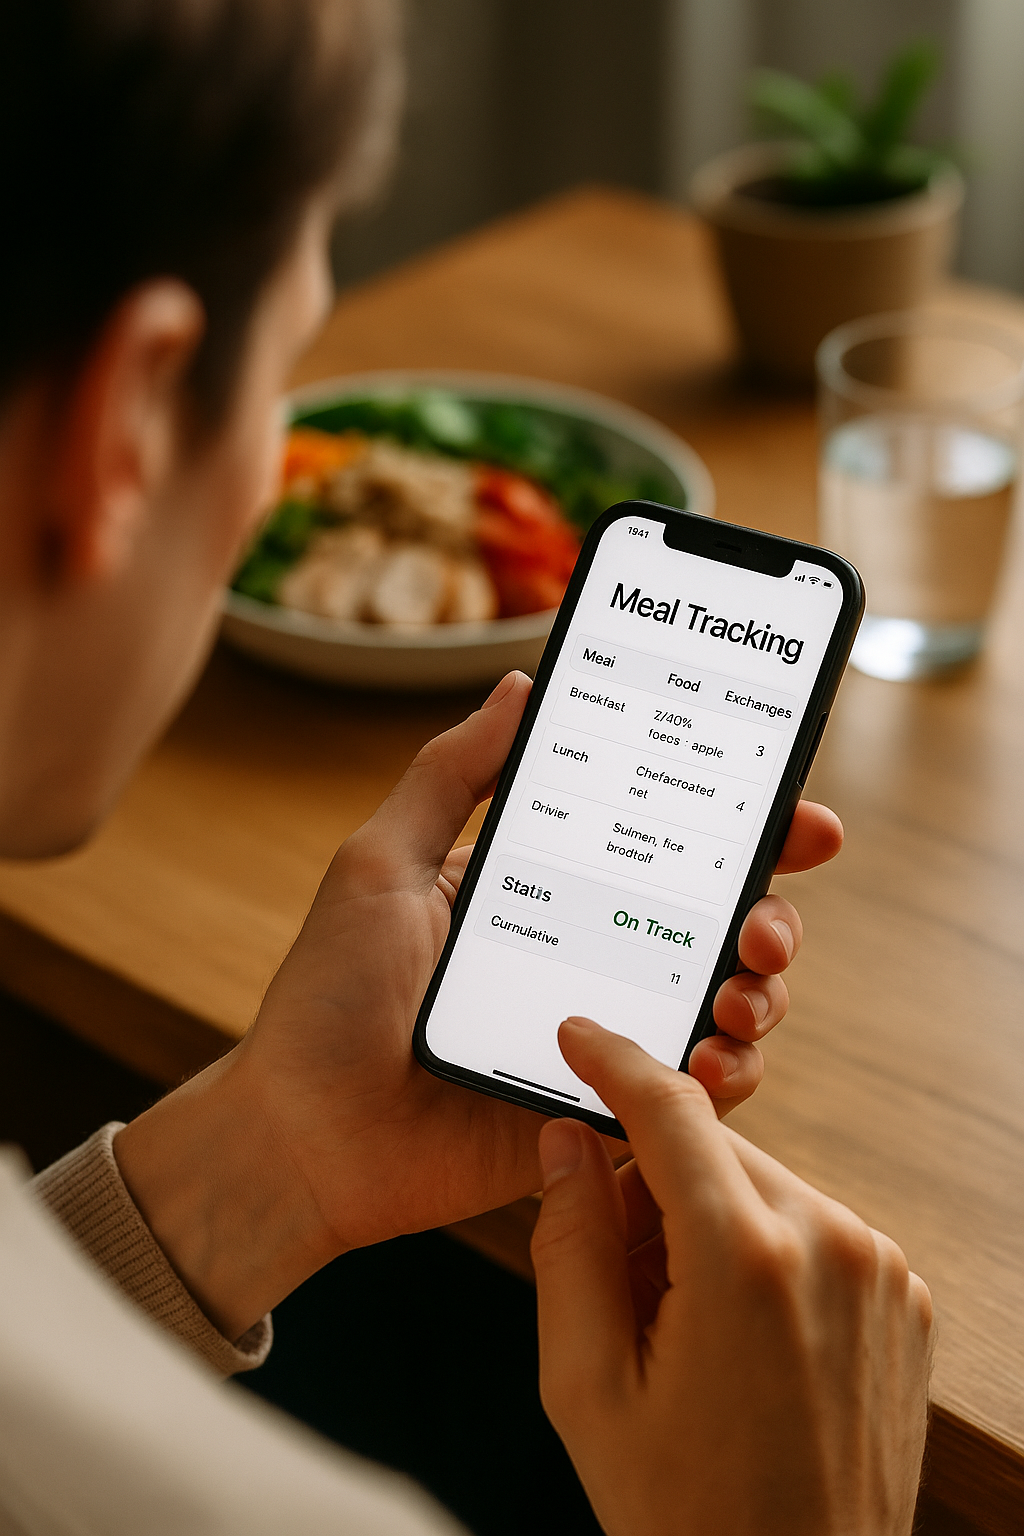 1941
Meal Tracking
Meai Food Exchanges
Breokfast Z/40%
foecs : apple 3
Lunch Chefacroated
net 4
Drivier Sulmen, fice
brodtoff
Statis On Track
Curnulative
11